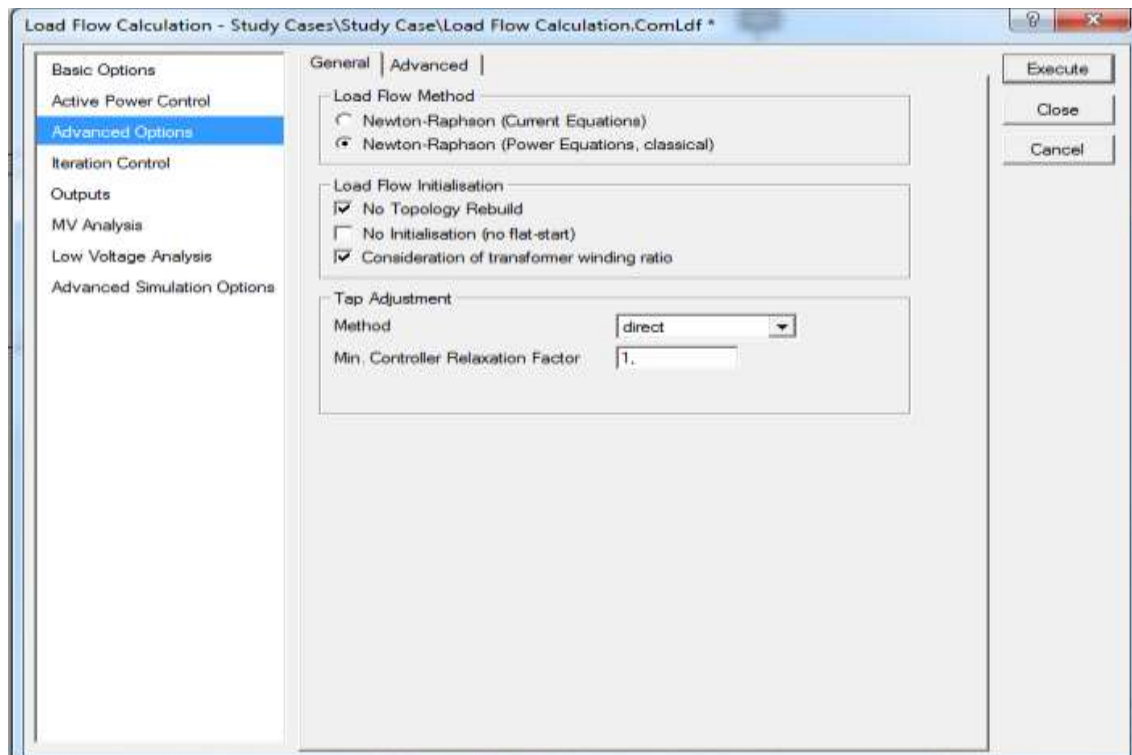 Load Flow Calculation - Study Cases\Study Case\Load Flow Calculation.ComLdf *
Basic Options
Active Power Control
Advanced Options
Iteration Control
Outputs
MV Analysis
Low Voltage Analysis
Advanced Simulation Options
General
Advanced
Load Flow Method
Newton-Raphson (Current Equations)
Newton-Raphson (Power Equations, classical)
Load Flow Initialisation
No Topology Rebuild
No Initialisation (no flat-start)
Consideration of transformer winding ratio
Tap Adjustment
Method direct
Min. Controller Relaxation Factor 1.
Execute
Close
Cancel